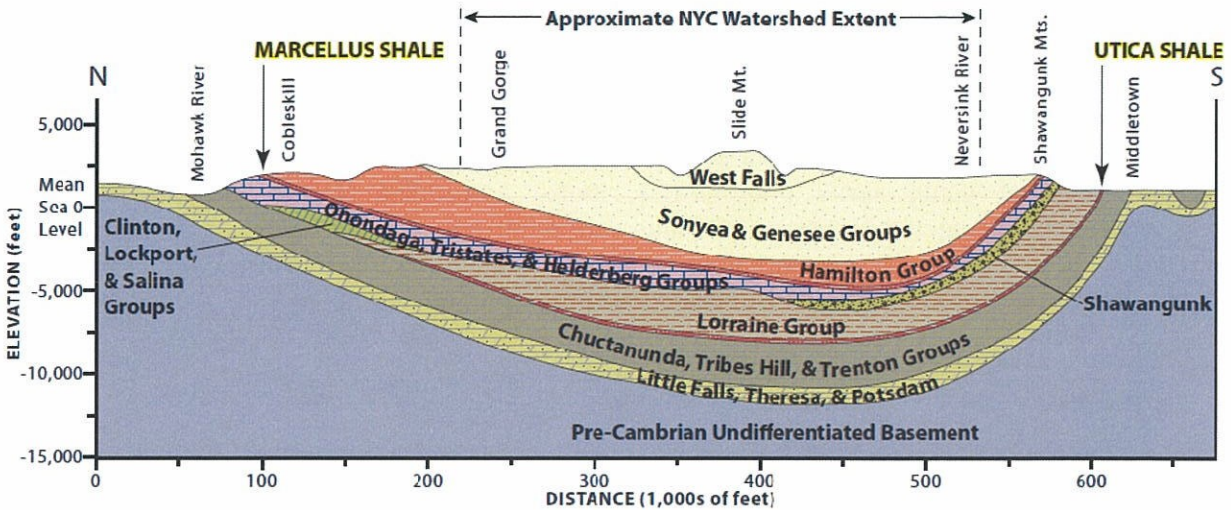 Approximate NYC Watershed Extent
MARCELLUS SHALE
UTICA SHALE
N
S
Mohawk River
Cobleskill
Grand Gorge
Slide Mt.
Neversink River
Shawangunk Mts.
Middletown
5,000
Mean
Sea 0
Level
-5,000
-10,000
-15,000
ELEVATION (feet)
West Falls
Sonyea & Genesee Groups
Hamilton Group
Ohondaga, Tristates, & Helderberg Groups
Clinton,
Lockport,
& Salina
Groups
Shawangunk
Lorraine Group
Chuctanunda, Tribes Hill, & Trenton Groups
Little Falls, Theresa, & Potsdam
Pre-Cambrian Undifferentiated Basement
0
100
200
300
400
500
600
DISTANCE (1,000s of feet)